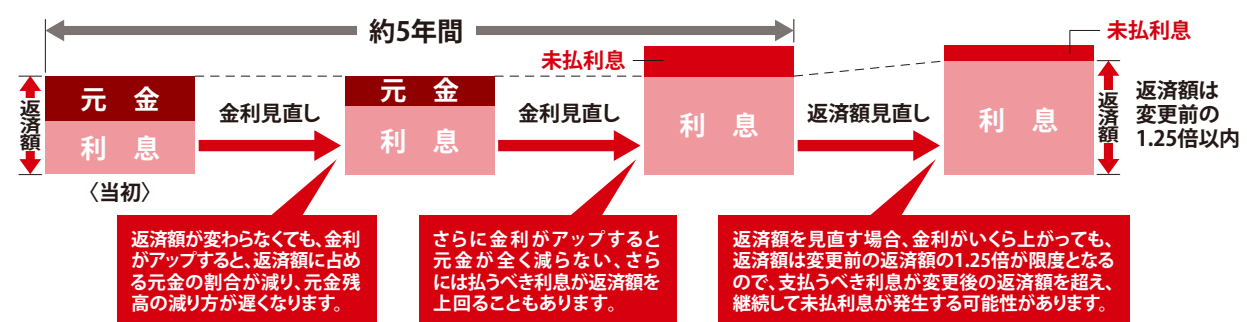 約5年間
未払利息
未払利息
返済額
元 金
利 息
〈当初〉
金利見直し
元 金
利 息
金利見直し
利 息
返済額見直し
利 息
返済額
返済額は
変更前の
1.25倍以内
返済額が変わらなくても、金利
がアップすると、返済額に占め
る元金の割合が減り、元金残
高の減り方が遅くなります。
さらに金利がアップすると
元金が全く減らない、さら
には払うべき利息が返済額を
上回ることもあります。
返済額を見直す場合、金利がいくら上がっても、
返済額は変更前の返済額の1.25倍が限度となる
ので、支払うべき利息が変更後の返済額を超え、
継続して未払利息が発生する可能性があります。